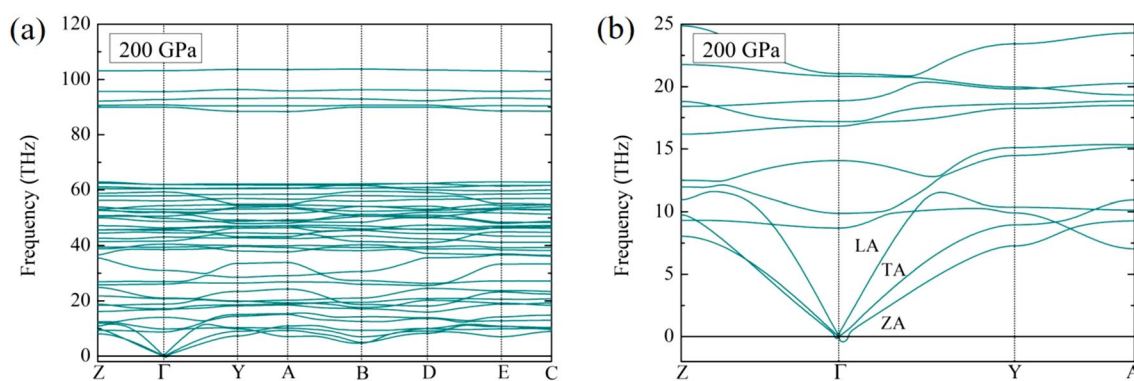 (a)
200 GPa
Frequency (THz)
120
100
80
60
40
20
0
Z Γ Y A B D E C
(b)
200 GPa
Frequency (THz)
25
20
15
10
5
0
LA
TA
ZA
Z Γ Y A